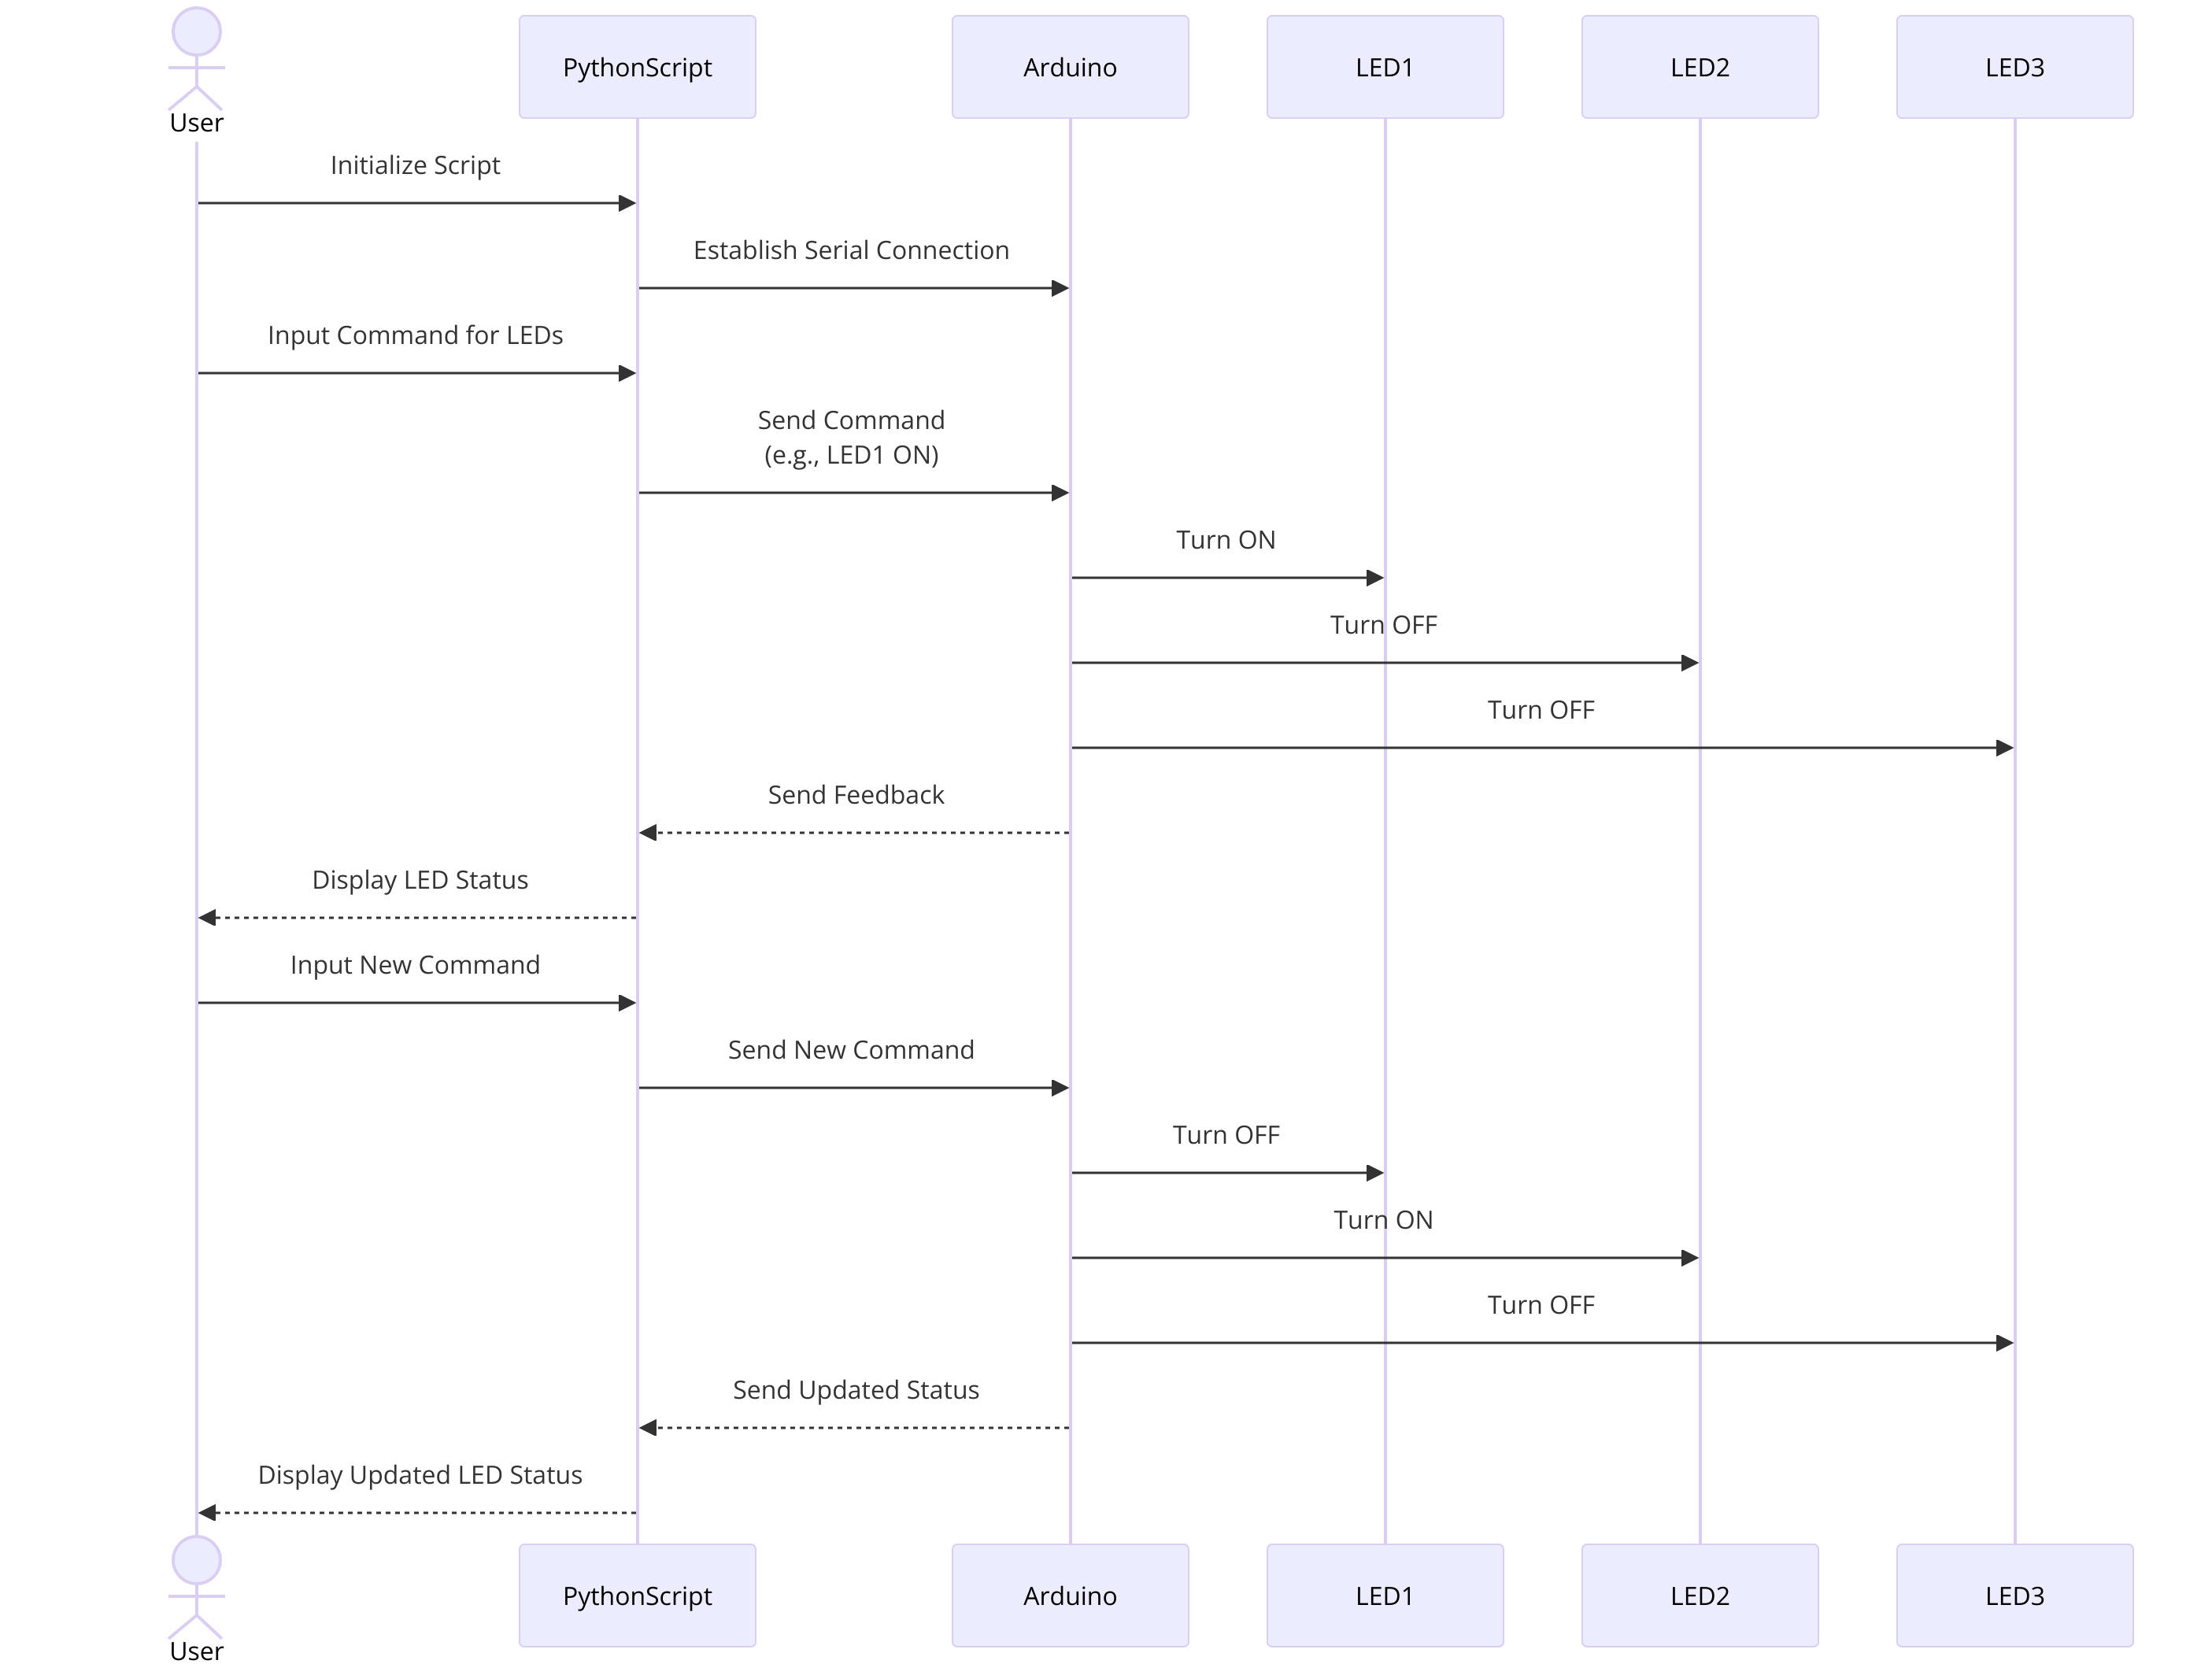 User
PythonScript
Arduino
LED1
LED2
LED3
Initialize Script
Establish Serial Connection
Input Command for LEDs
Send Command
(e.g., LED1 ON)
Turn ON
Turn OFF
Turn OFF
Send Feedback
Display LED Status
Input New Command
Send New Command
Turn OFF
Turn ON
Turn OFF
Send Updated Status
Display Updated LED Status
User
PythonScript
Arduino
LED1
LED2
LED3